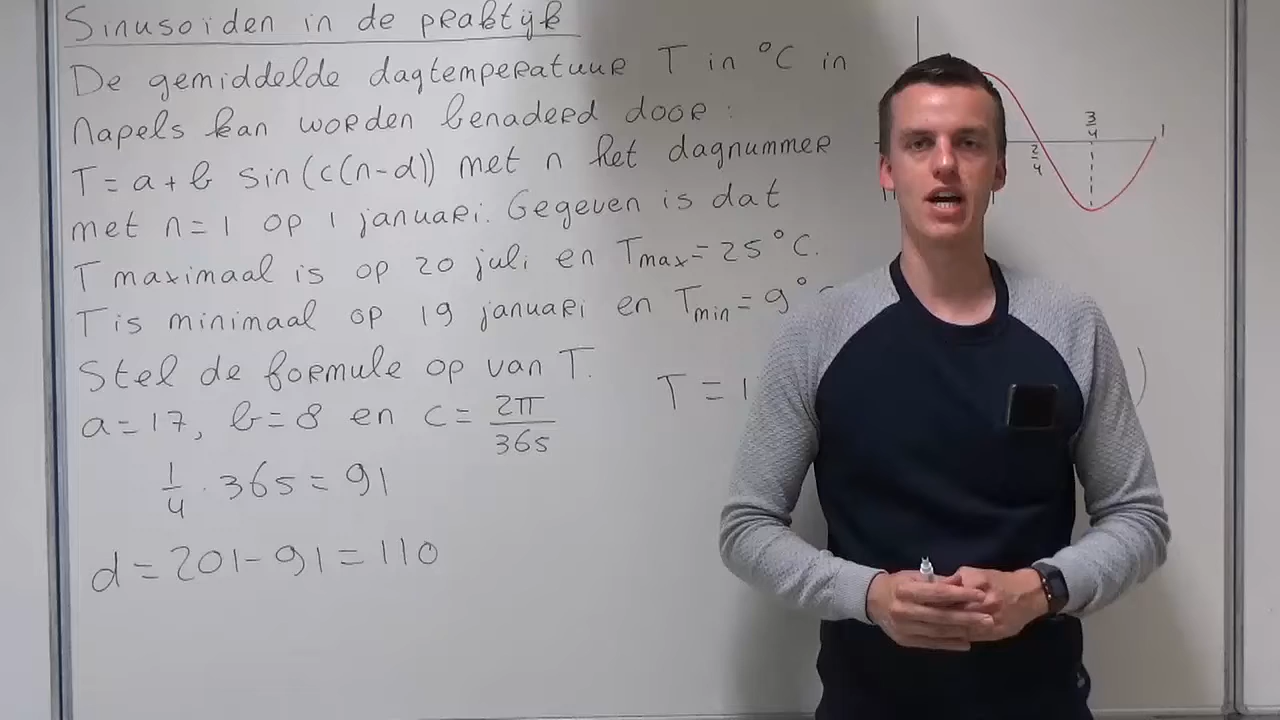 Sinusoïden in de praktijk
De gemiddelde dagtemperatuur T in °C in
Napels kan worden benaderd door:
T = a + b sin(c(n-d)) met n het dagnummer
met n = 1 op 1 januari. Gegeven is dat
T maximaal is op 20 juli en Tmax = 25°C.
T is minimaal op 19 januari en Tmin = 9°
Stel de formule op van T.
a = 17, b = 8 en c = 2π/365
1/4 · 365 = 91
d = 201 - 91 = 110
T = 1
)
2/4
3/4
1